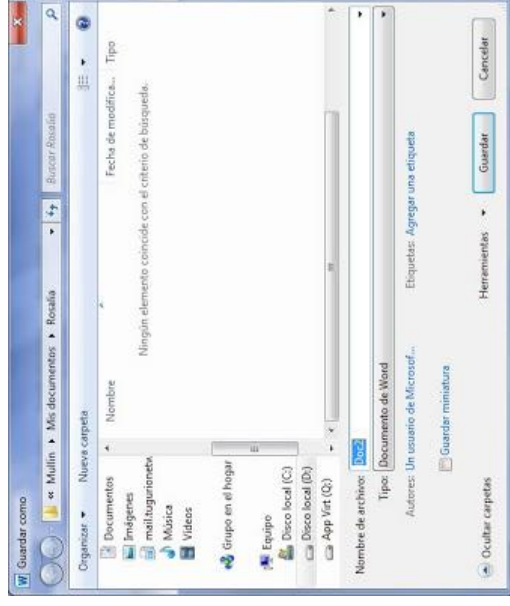 Guardar como
« Mullin ▸ Mis documentos ▸ Rosalia
Buscar Rosalia
Organizar Nueva carpeta
Documentos
Imágenes
mail.tugurionetw
Música
Vídeos
Grupo en el hogar
Equipo
Disco local (C:)
Disco local (D:)
App Virt (Q:)
Nombre Fecha de modifica... Tipo
Ningún elemento coincide con el criterio de búsqueda.
Nombre de archivo: Doc2
Tipo: Documento de Word
Autores: Un usuario de Microsof... Etiquetas: Agregar una etiqueta
Guardar miniatura
Ocultar carpetas Herramientas Guardar Cancelar